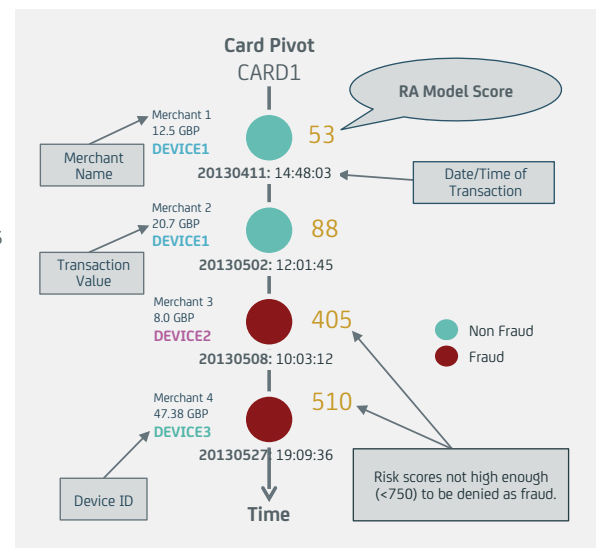 Card Pivot
CARD1
RA Model Score
Merchant 1
12.5 GBP
DEVICE1
53
Merchant
Name
20130411: 14:48:03
Date/Time of
Transaction
Merchant 2
20.7 GBP
DEVICE1
88
Transaction
Value
20130502: 12:01:45
Merchant 3
8.0 GBP
DEVICE2
405
Non Fraud
Fraud
20130508: 10:03:12
Merchant 4
47.38 GBP
DEVICE3
510
20130527: 19:09:36
Device ID
Risk scores not high enough
(<750) to be denied as fraud.
Time